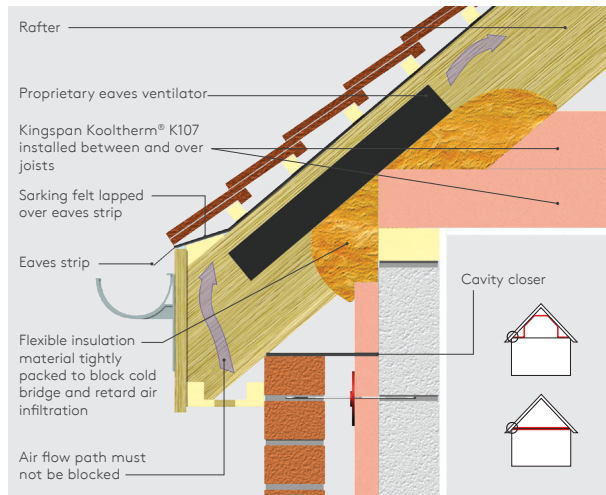 Rafter
Proprietary eaves ventilator
Kingspan Kooltherm® K107
installed between and over
joists
Sarking felt lapped
over eaves strip
Eaves strip
Cavity closer
Flexible insulation
material tightly
packed to block cold
bridge and retard air
infiltration
Air flow path must
not be blocked